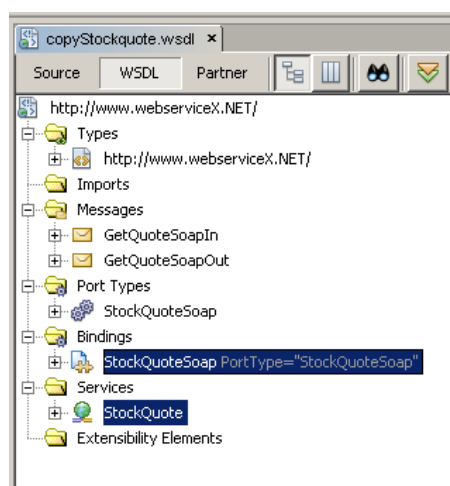 copyStockquote.wsdl ×
Source WSDL Partner
http://www.webserviceX.NET/
Types
http://www.webserviceX.NET/
Imports
Messages
GetQuoteSoapIn
GetQuoteSoapOut
Port Types
StockQuoteSoap
Bindings
StockQuoteSoap PortType="StockQuoteSoap"
Services
StockQuote
Extensibility Elements